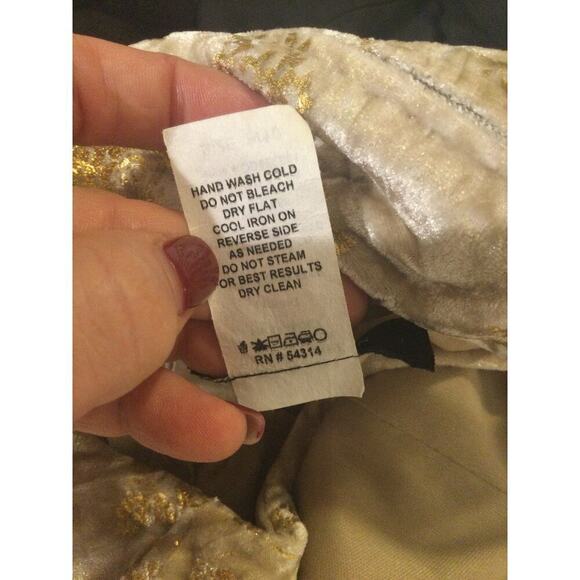 HAND WASH COLD
DO NOT BLEACH
DRY FLAT
COOL IRON ON
REVERSE SIDE
AS NEEDED
DO NOT STEAM
FOR BEST RESULTS
DRY CLEAN
RN # 54314